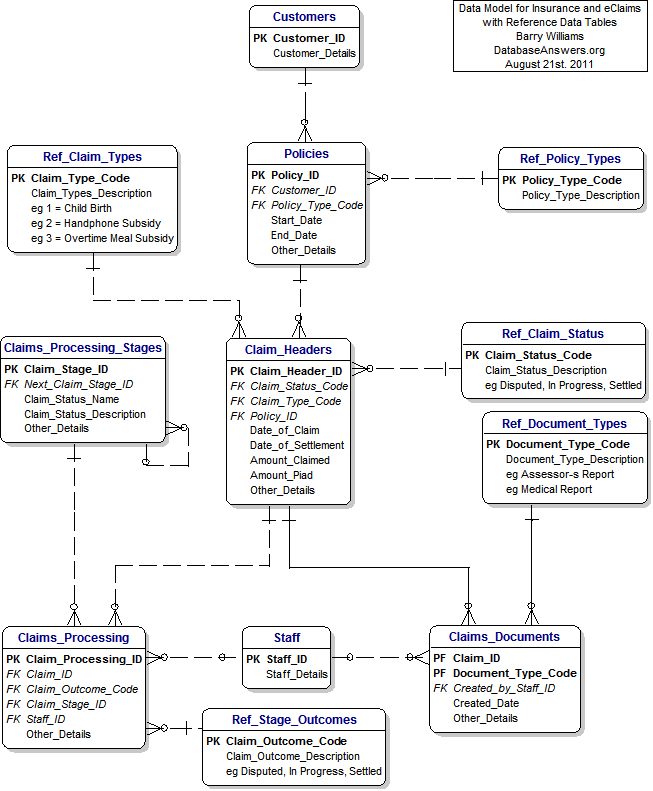 Data Model for Insurance and eClaims
with Reference Data Tables
Barry Williams
DatabaseAnswers.org
August 21st. 2011
Customers
PK Customer_ID
Customer_Details
Ref_Claim_Types
PK Claim_Type_Code
Claim_Types_Description
eg 1 = Child Birth
eg 2 = Handphone Subsidy
eg 3 = Overtime Meal Subsidy
Policies
PK Policy_ID
FK Customer_ID
FK Policy_Type_Code
Start_Date
End_Date
Other_Details
Ref_Policy_Types
PK Policy_Type_Code
Policy_Type_Description
Claims_Processing_Stages
PK Claim_Stage_ID
FK Next_Claim_Stage_ID
Claim_Status_Name
Claim_Status_Description
Other_Details
Claim_Headers
PK Claim_Header_ID
FK Claim_Status_Code
FK Claim_Type_Code
FK Policy_ID
Date_of_Claim
Date_of_Settlement
Amount_Claimed
Amount_Piad
Other_Details
Ref_Claim_Status
PK Claim_Status_Code
Claim_Status_Description
eg Disputed, In Progress, Settled
Ref_Document_Types
PK Document_Type_Code
Document_Type_Description
eg Assessor-s Report
eg Medical Report
Claims_Processing
PK Claim_Processing_ID
FK Claim_ID
FK Claim_Outcome_Code
FK Claim_Stage_ID
FK Staff_ID
Other_Details
Staff
PK Staff_ID
Staff_Details
Claims_Documents
PF Claim_ID
PF Document_Type_Code
FK Created_by_Staff_ID
Created_Date
Other_Details
Ref_Stage_Outcomes
PK Claim_Outcome_Code
Claim_Outcome_Description
eg Disputed, In Progress, Settled